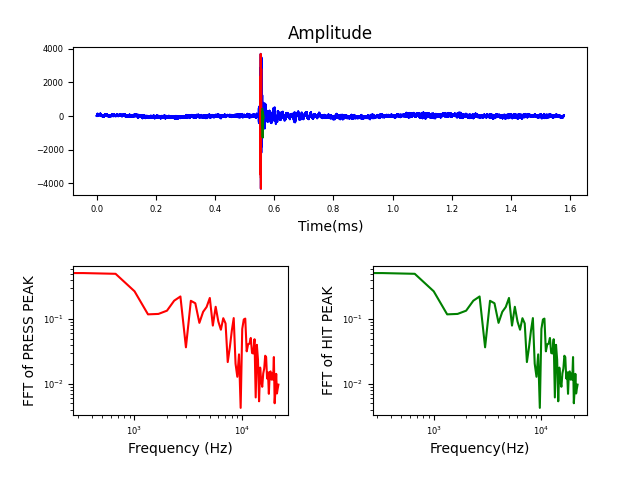 Amplitude
4000
2000
0
−2000
−4000
0.0 0.2 0.4 0.6 0.8 1.0 1.2 1.4 1.6
Time(ms)
FFT of PRESS PEAK
10⁻¹
10⁻²
10³ 10⁴
Frequency (Hz)
FFT of HIT PEAK
10⁻¹
10⁻²
10³ 10⁴
Frequency(Hz)